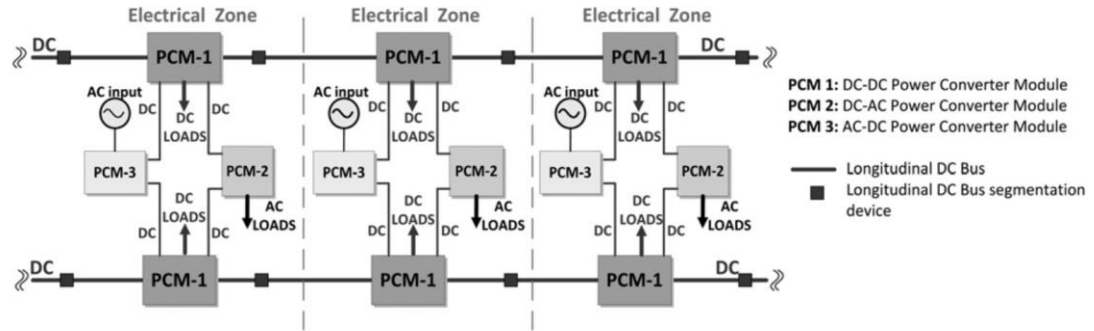 Electrical Zone
Electrical Zone
Electrical Zone
DC
PCM-1
PCM-1
PCM-1
DC
AC input
DC
DC
LOADS
DC
AC input
DC
DC
LOADS
DC
AC input
DC
DC
LOADS
DC
PCM-3
PCM-2
PCM-3
PCM-2
PCM-3
PCM-2
DC
LOADS
DC
DC
AC
LOADS
DC
LOADS
DC
DC
AC
LOADS
DC
LOADS
DC
DC
AC
LOADS
DC
PCM-1
PCM-1
PCM-1
DC
PCM 1: DC-DC Power Converter Module
PCM 2: DC-AC Power Converter Module
PCM 3: AC-DC Power Converter Module
Longitudinal DC Bus
Longitudinal DC Bus segmentation
device